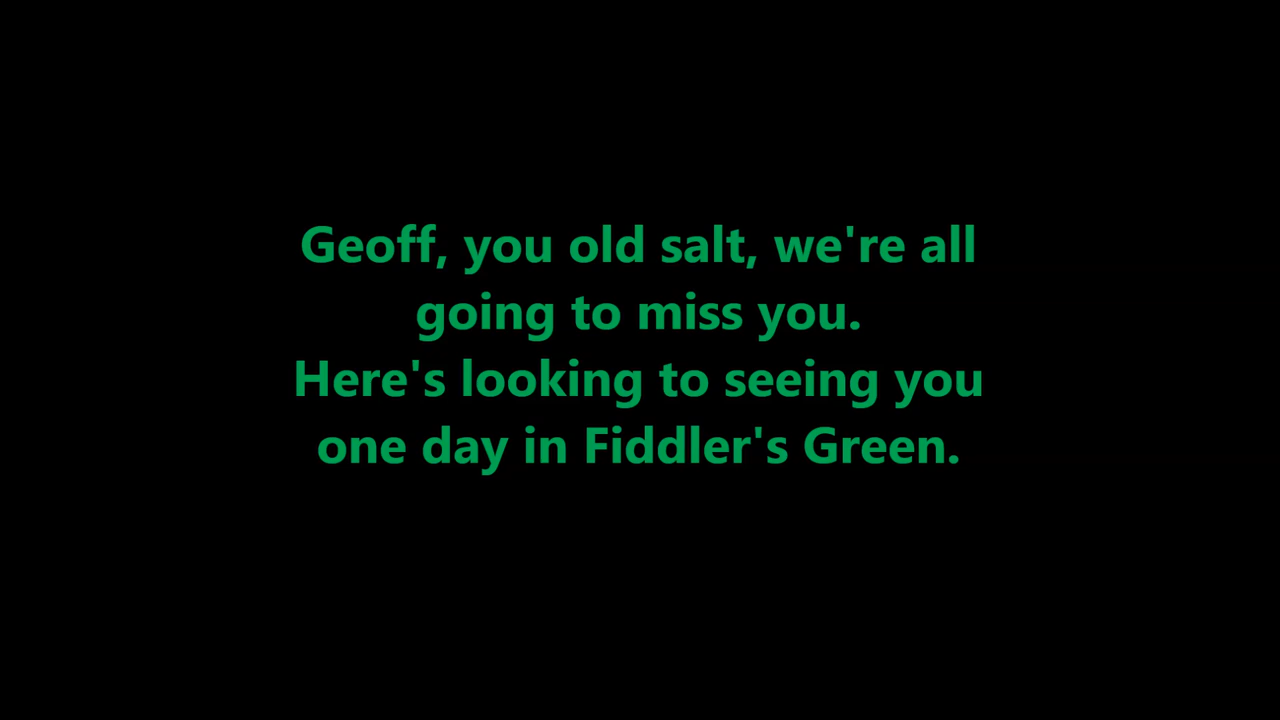 Geoff, you old salt, we're all
going to miss you.
Here's looking to seeing you
one day in Fiddler's Green.